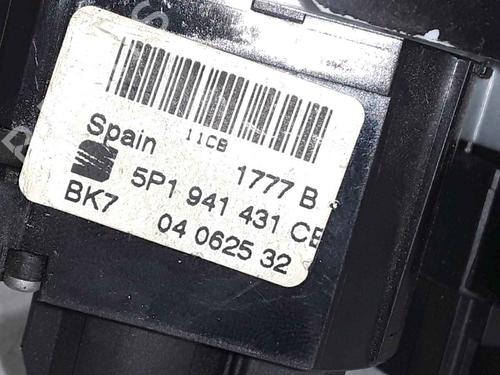 11CB
Spain 1777 B
5P1 941 431 CE
BK7 04 0625 32